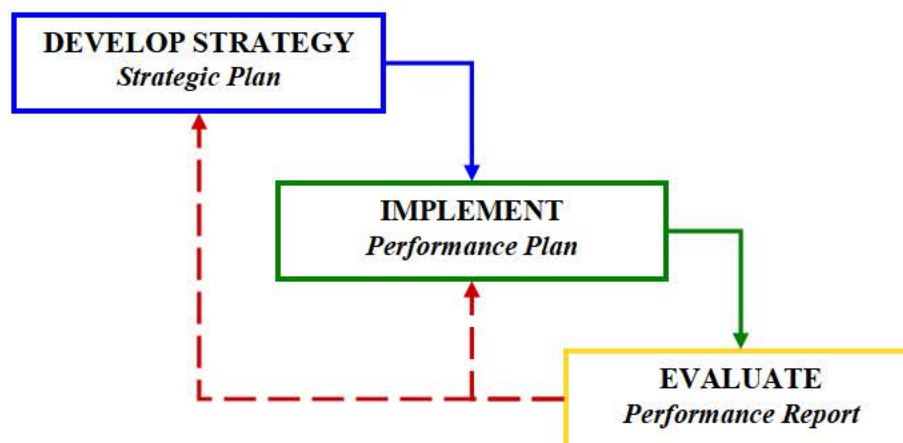 DEVELOP STRATEGY
Strategic Plan
IMPLEMENT
Performance Plan
EVALUATE
Performance Report